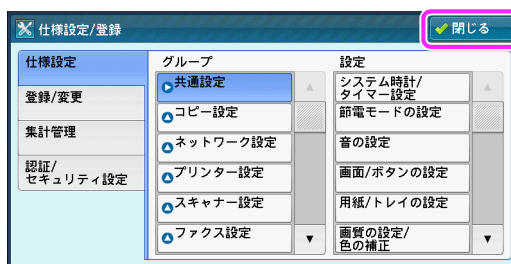 仕様設定/登録
閉じる
仕様設定
登録/変更
集計管理
認証/
セキュリティ設定
グループ
共通設定
コピー設定
ネットワーク設定
プリンター設定
スキャナー設定
ファクス設定
設定
システム時計/
タイマー設定
節電モードの設定
音の設定
画面/ボタンの設定
用紙/トレイの設定
画質の設定/
色の補正